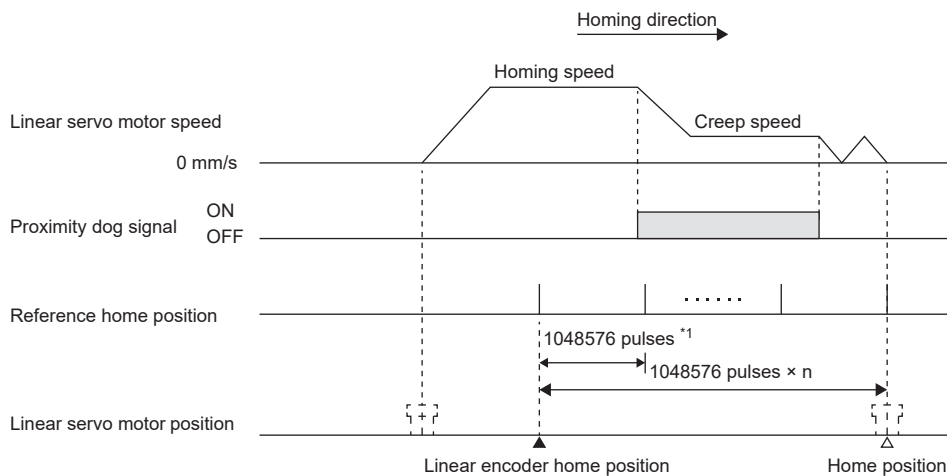 Homing direction
Homing speed
Linear servo motor speed
Creep speed
0 mm/s
ON
Proximity dog signal
OFF
Reference home position
1048576 pulses *1
1048576 pulses × n
Linear servo motor position
Linear encoder home position
Home position